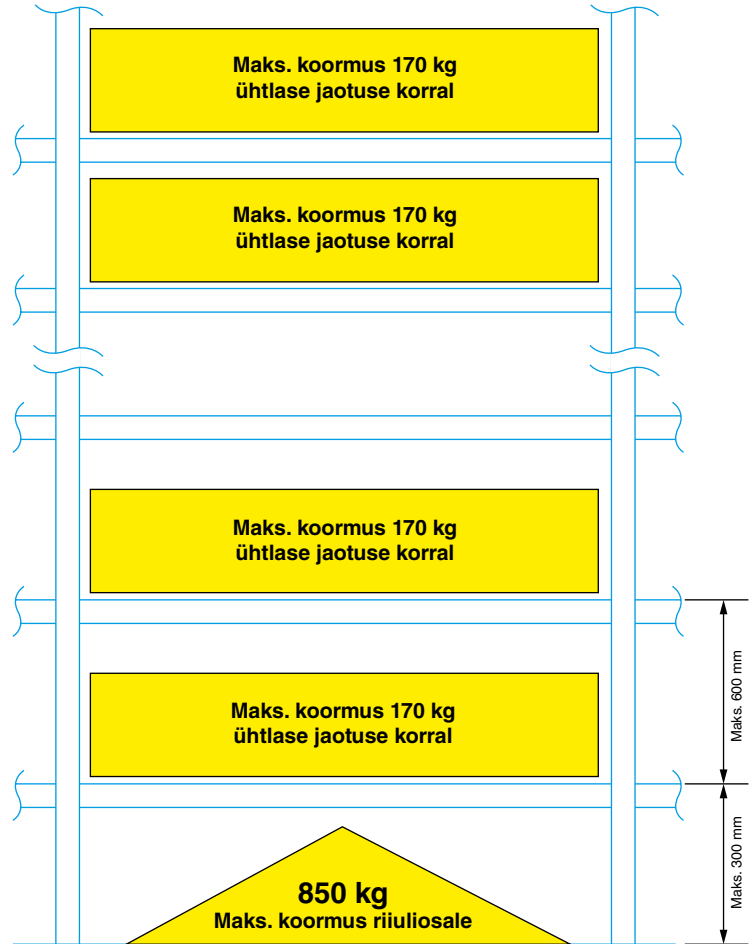 Maks. koormus 170 kg
ühtlase jaotuse korral
Maks. koormus 170 kg
ühtlase jaotuse korral
Maks. koormus 170 kg
ühtlase jaotuse korral
Maks. 600 mm
Maks. koormus 170 kg
ühtlase jaotuse korral
Maks. 300 mm
850 kg
Maks. koormus riiuliosale